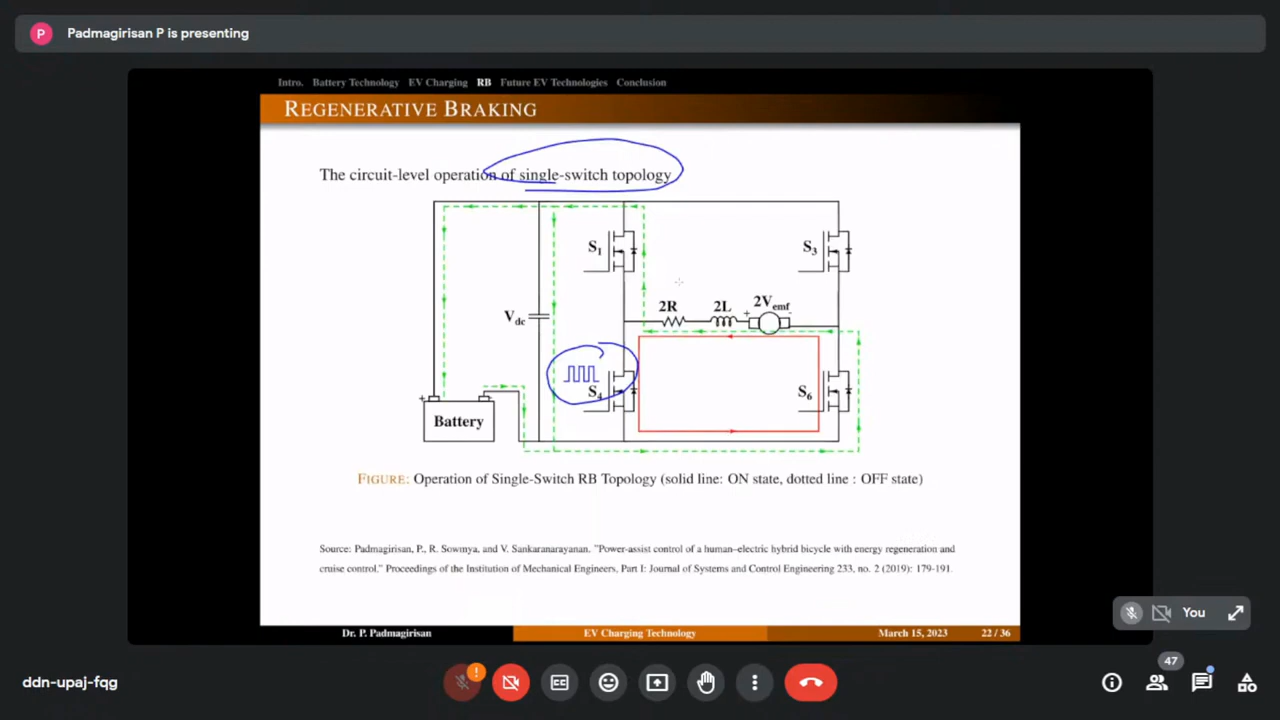 P Padmagirisan P is presenting
Intro. Battery Technology EV Charging RB Future EV Technologies Conclusion
REGENERATIVE BRAKING
The circuit-level operation of single-switch topology
S1
S3
2R 2L 2Vemf
+ -
Vdc
S4
S6
+ -
Battery
FIGURE: Operation of Single-Switch RB Topology (solid line: ON state, dotted line : OFF state)
Source: Padmagirisan, P., R. Sowmya, and V. Sankaranarayanan. "Power-assist control of a human–electric hybrid bicycle with energy regeneration and
cruise control." Proceedings of the Institution of Mechanical Engineers, Part I: Journal of Systems and Control Engineering 233, no. 2 (2019): 179-191.
You
Dr. P. Padmagirisan EV Charging Technology March 15, 2023 22 / 36
47
ddn-upaj-fqg